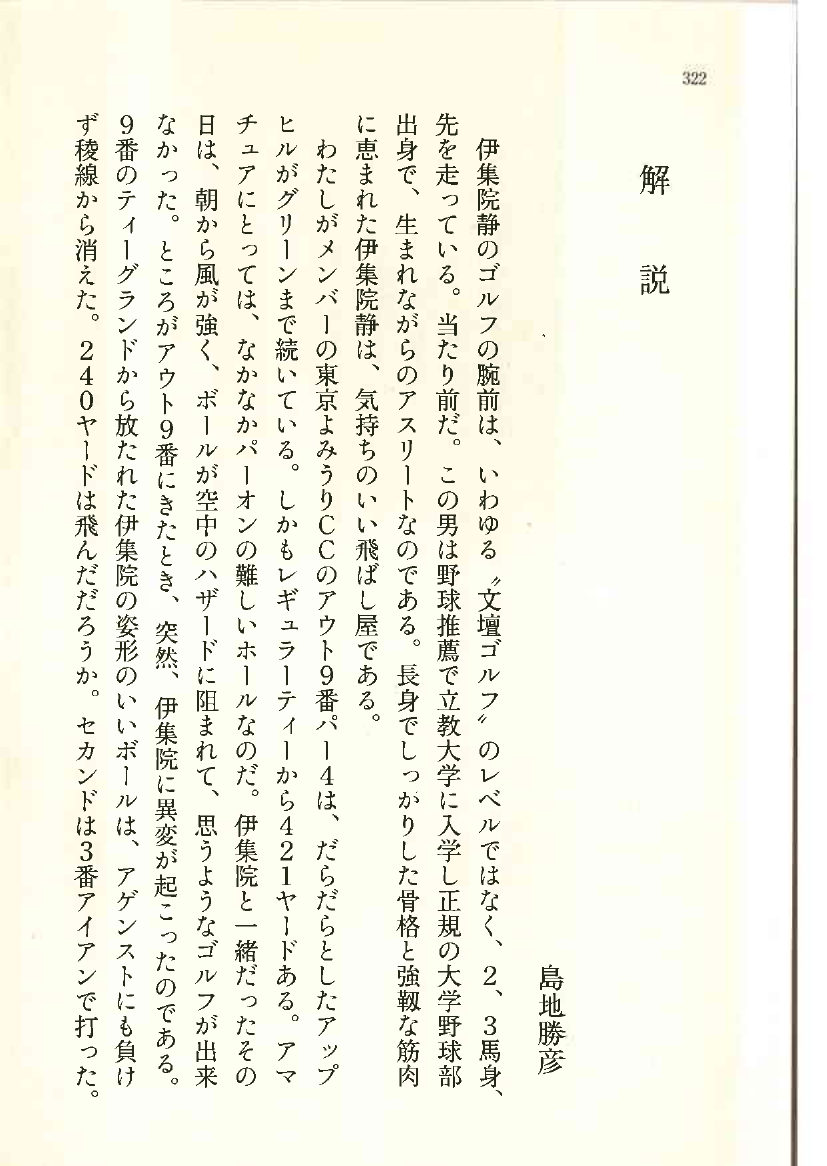 322
解説
島地勝彦
伊集院静のゴルフの腕前は、いわゆる〝文壇ゴルフ〟のレベルではなく、2、3馬身、
先を走っている。当たり前だ。この男は野球推薦で立教大学に入学し正規の大学野球部
出身で、生まれながらのアスリートなのである。長身でしっかりした骨格と強靱な筋肉
に恵まれた伊集院静は、気持ちのいい飛ばし屋である。
わたしがメンバーの東京よみうりCCのアウト9番パー4は、だらだらとしたアップ
ヒルがグリーンまで続いている。しかもレギュラーティーから421ヤードある。アマ
チュアにとっては、なかなかパーオンの難しいホールなのだ。伊集院と一緒だったその
日は、朝から風が強く、ボールが空中のハザードに阻まれて、思うようなゴルフが出来
なかった。ところがアウト9番にきたとき、突然、伊集院に異変が起こったのである。
9番のティーグランドから放たれた伊集院の姿形のいいボールは、アゲンストにも負け
ず稜線から消えた。240ヤードは飛んだだろうか。セカンドは3番アイアンで打った。